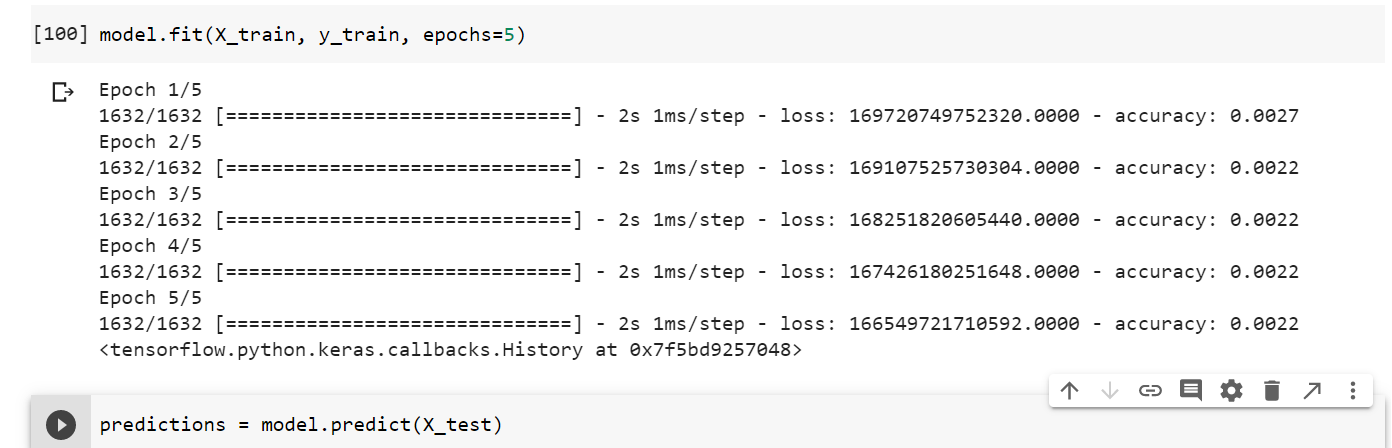 [100] model.fit(X_train, y_train, epochs=5)
Epoch 1/5
1632/1632 [==============================] - 2s 1ms/step - loss: 169720749752320.0000 - accuracy: 0.0027
Epoch 2/5
1632/1632 [==============================] - 2s 1ms/step - loss: 169107525730304.0000 - accuracy: 0.0022
Epoch 3/5
1632/1632 [==============================] - 2s 1ms/step - loss: 168251820605440.0000 - accuracy: 0.0022
Epoch 4/5
1632/1632 [==============================] - 2s 1ms/step - loss: 167426180251648.0000 - accuracy: 0.0022
Epoch 5/5
1632/1632 [==============================] - 2s 1ms/step - loss: 166549721710592.0000 - accuracy: 0.0022
<tensorflow.python.keras.callbacks.History at 0x7f5bd9257048>
predictions = model.predict(X_test)